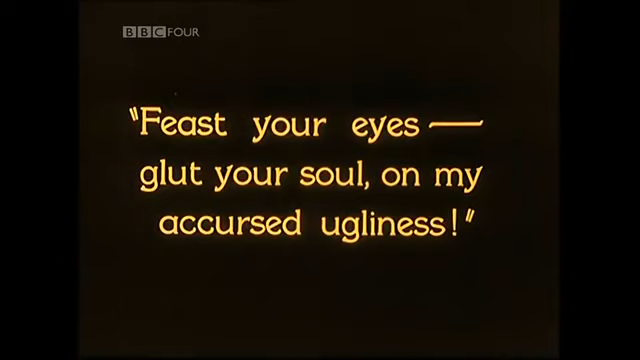 BBC FOUR
"Feast your eyes —
glut your soul, on my
accursed ugliness!"